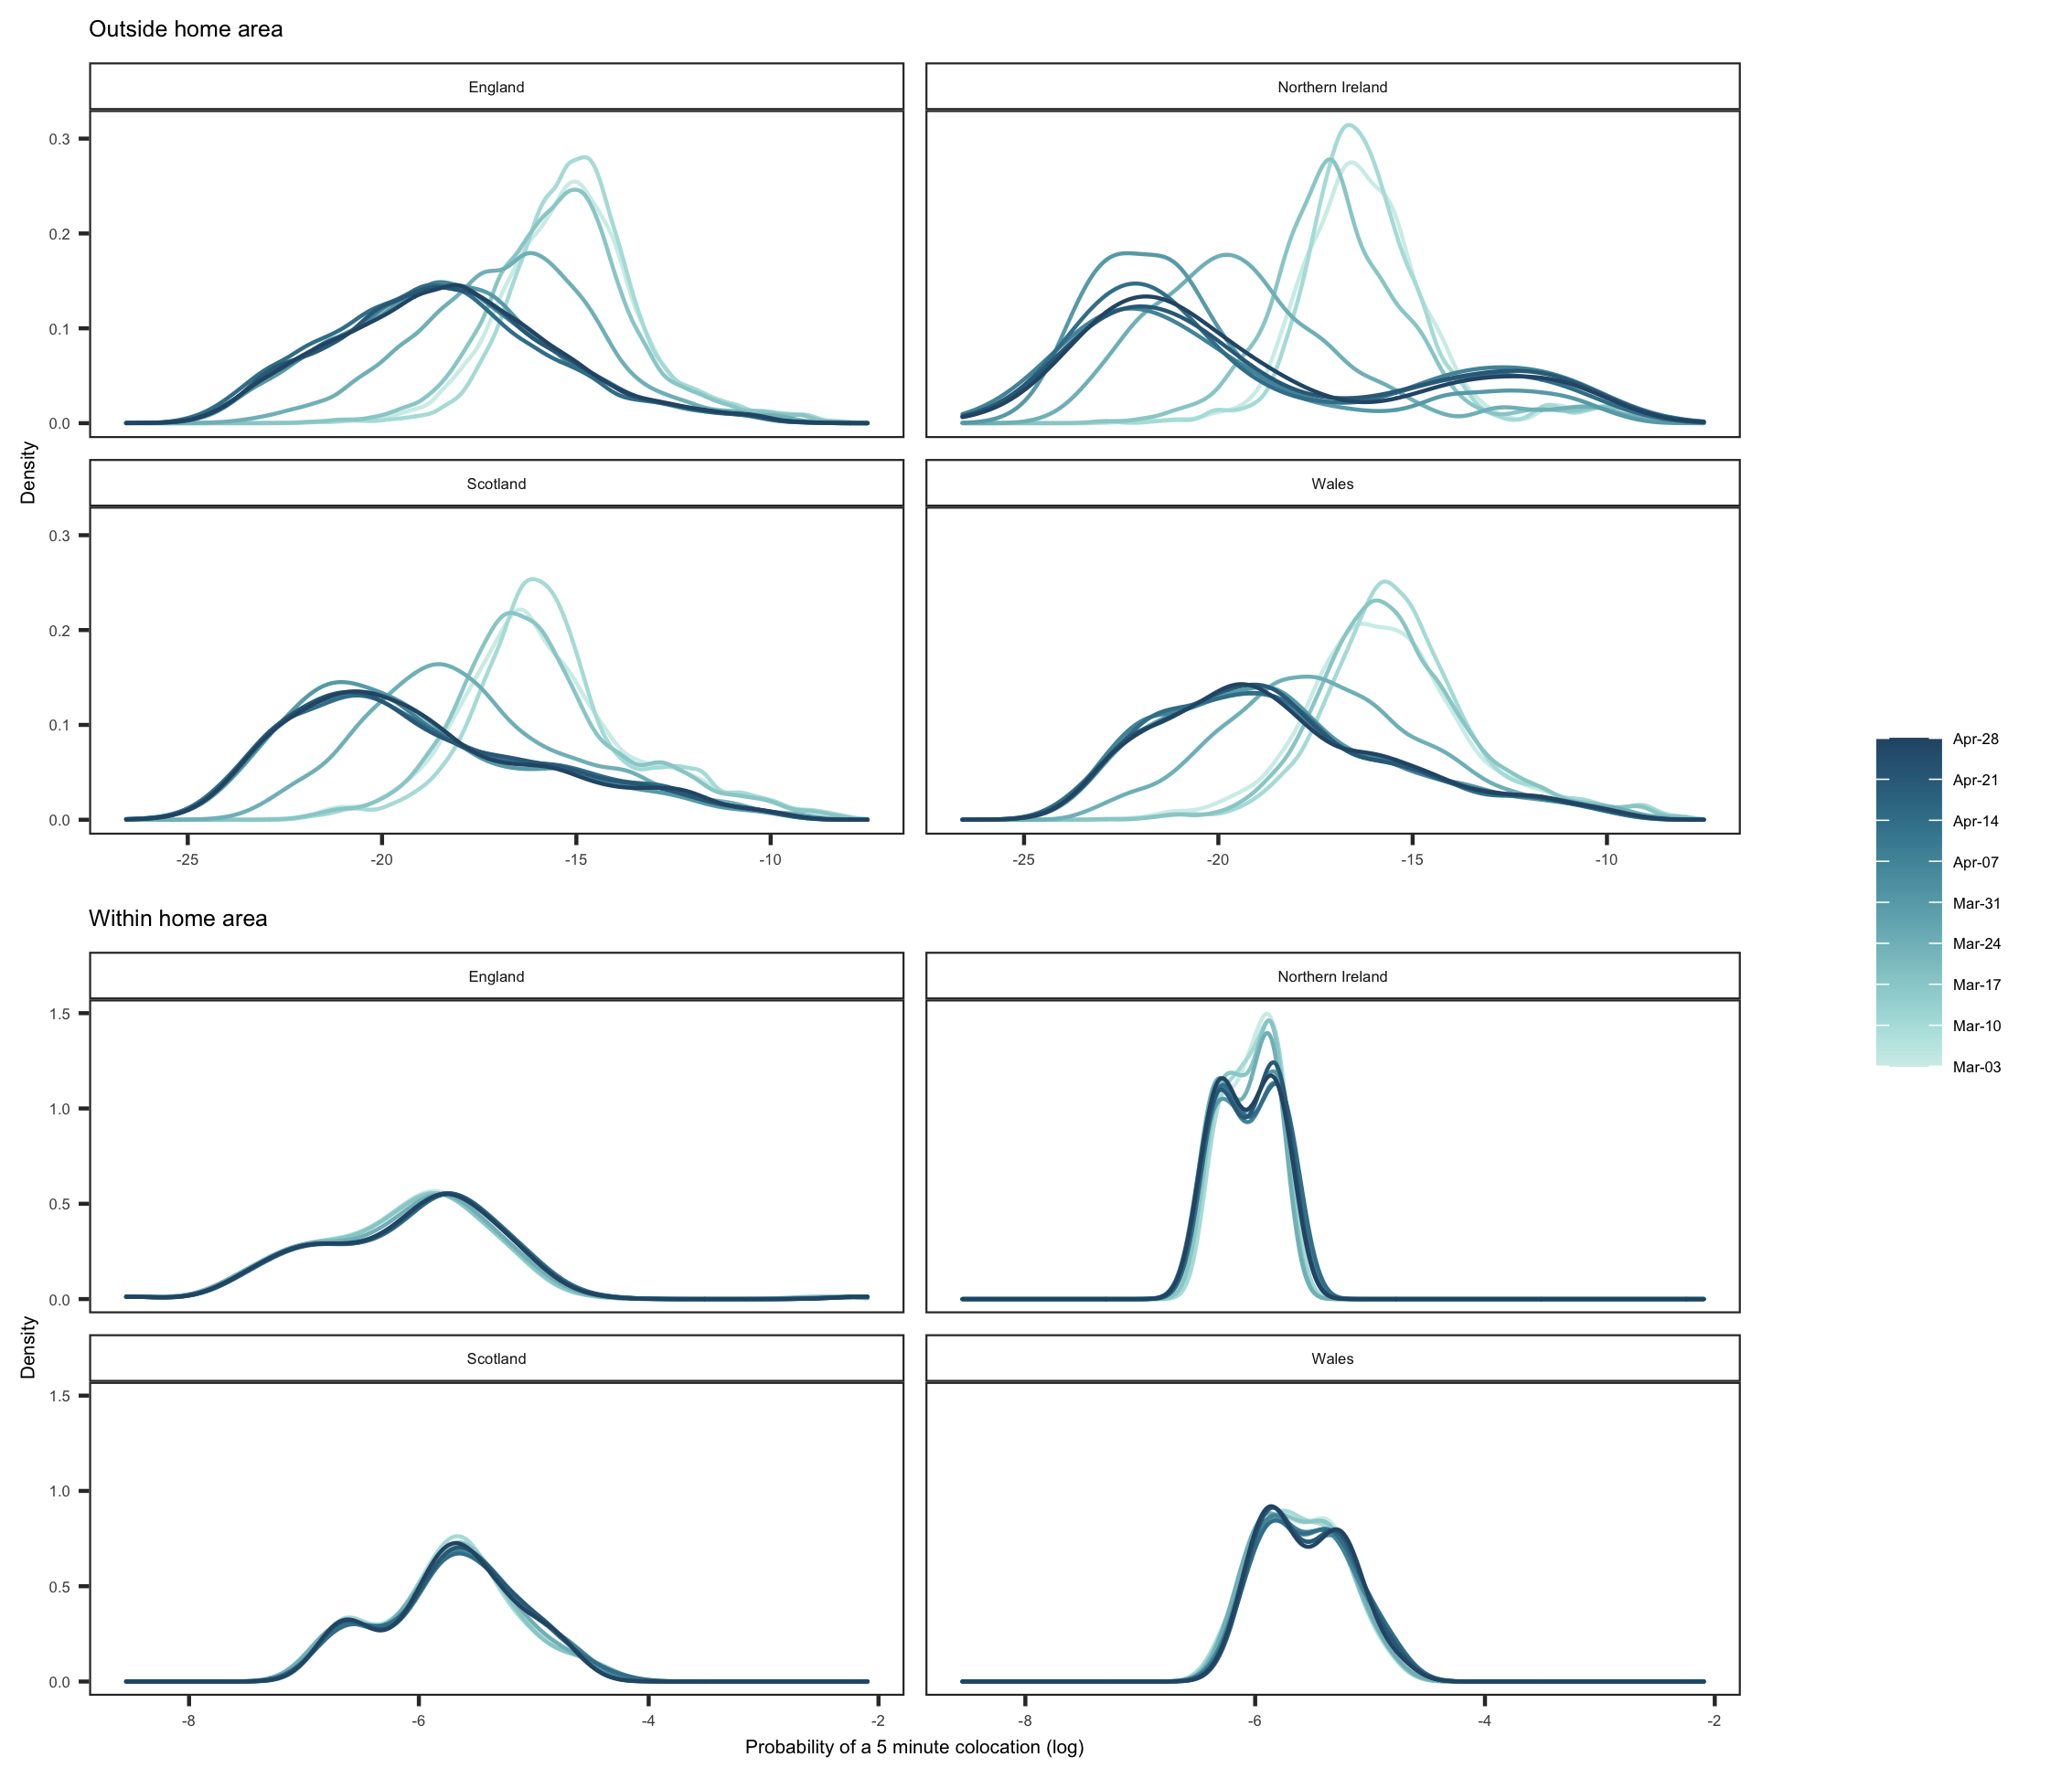 Outside home area
England
Northern Ireland
0.3
0.2
0.1
0.0
Scotland
Wales
0.3
0.2
0.1
0.0
Density
-25 -20 -15 -10
-25 -20 -15 -10
Within home area
England
Northern Ireland
1.5
1.0
0.5
0.0
Scotland
Wales
1.5
1.0
0.5
0.0
Density
-8 -6 -4 -2
-8 -6 -4 -2
Probability of a 5 minute colocation (log)
Apr-28
Apr-21
Apr-14
Apr-07
Mar-31
Mar-24
Mar-17
Mar-10
Mar-03